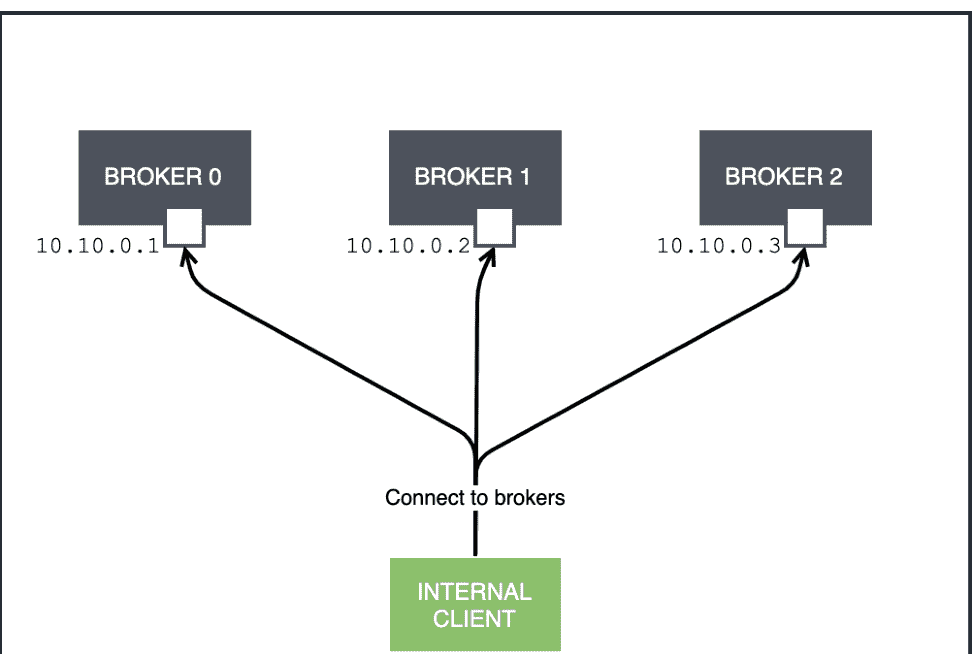 BROKER 0
BROKER 1
BROKER 2
10.10.0.1
10.10.0.2
10.10.0.3
Connect to brokers
INTERNAL
CLIENT